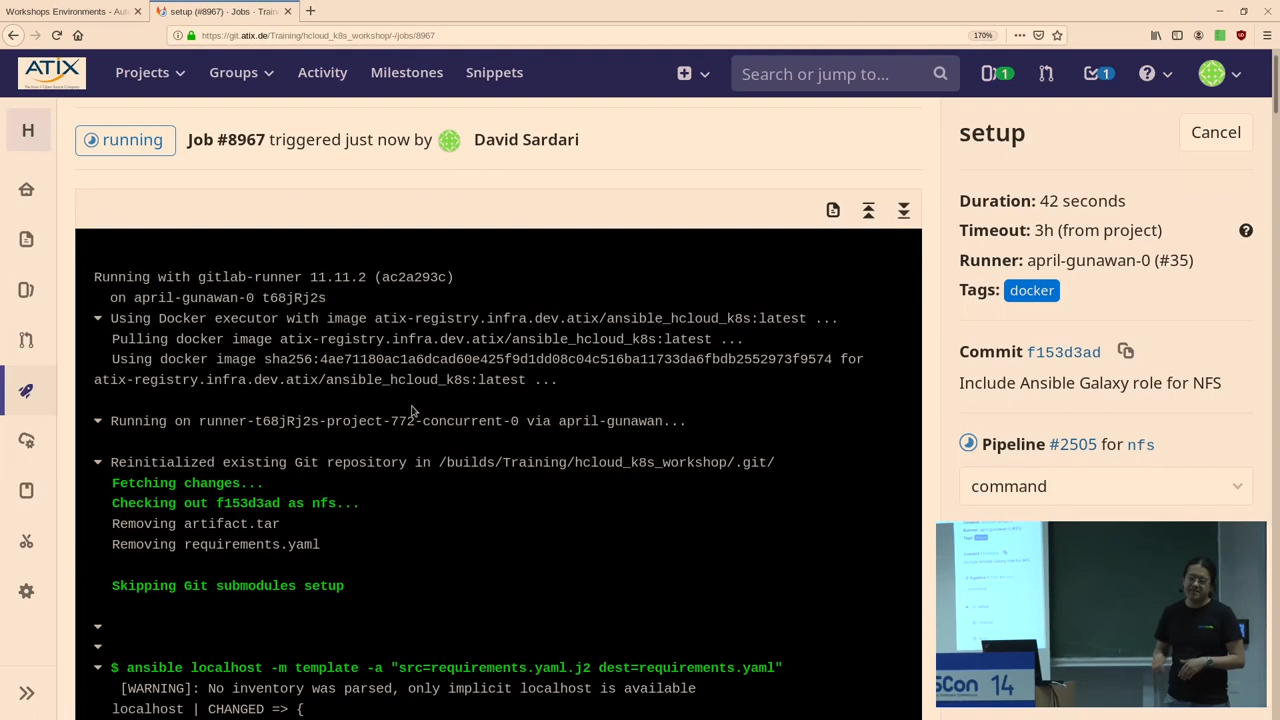 Workshops Environments - Au
setup (#8967) · Jobs · Train
https://git.atix.de/Training/hcloud_k8s_workshop/-/jobs/8967
170%
ATIX
Projects
Groups
Activity
Milestones
Snippets
Search or jump to...
1
1
H
running
Job #8967 triggered just now by David Sardari
Running with gitlab-runner 11.11.2 (ac2a293c)
on april-gunawan-0 t68jRj2s
Using Docker executor with image atix-registry.infra.dev.atix/ansible_hcloud_k8s:latest ...
Pulling docker image atix-registry.infra.dev.atix/ansible_hcloud_k8s:latest ...
Using docker image sha256:4ae71180ac1a6dcad60e425f9d1dd08c04c516ba11733da6fbdb2552973f9574 for
atix-registry.infra.dev.atix/ansible_hcloud_k8s:latest ...
Running on runner-t68jRj2s-project-772-concurrent-0 via april-gunawan...
Reinitialized existing Git repository in /builds/Training/hcloud_k8s_workshop/.git/
Fetching changes...
Checking out f153d3ad as nfs...
Removing artifact.tar
Removing requirements.yaml
Skipping Git submodules setup
$ ansible localhost -m template -a "src=requirements.yaml.j2 dest=requirements.yaml"
[WARNING]: No inventory was parsed, only implicit localhost is available
localhost | CHANGED => {
setup
Cancel
Duration: 42 seconds
Timeout: 3h (from project)
Runner: april-gunawan-0 (#35)
Tags: docker
Commit f153d3ad
Include Ansible Galaxy role for NFS
Pipeline #2505 for nfs
command
SCon 14